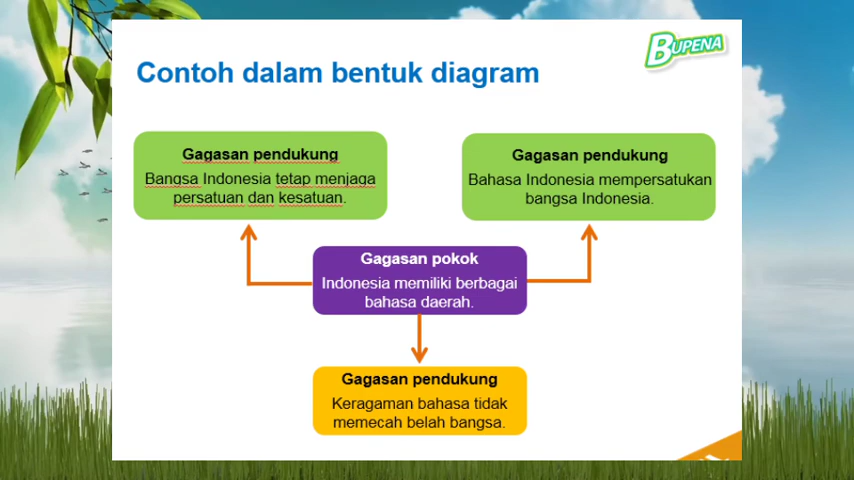 BUPENA
Contoh dalam bentuk diagram
Gagasan pendukung
Bangsa Indonesia tetap menjaga
persatuan dan kesatuan.
Gagasan pendukung
Bahasa Indonesia mempersatukan
bangsa Indonesia.
Gagasan pokok
Indonesia memiliki berbagai
bahasa daerah.
Gagasan pendukung
Keragaman bahasa tidak
memecah belah bangsa.